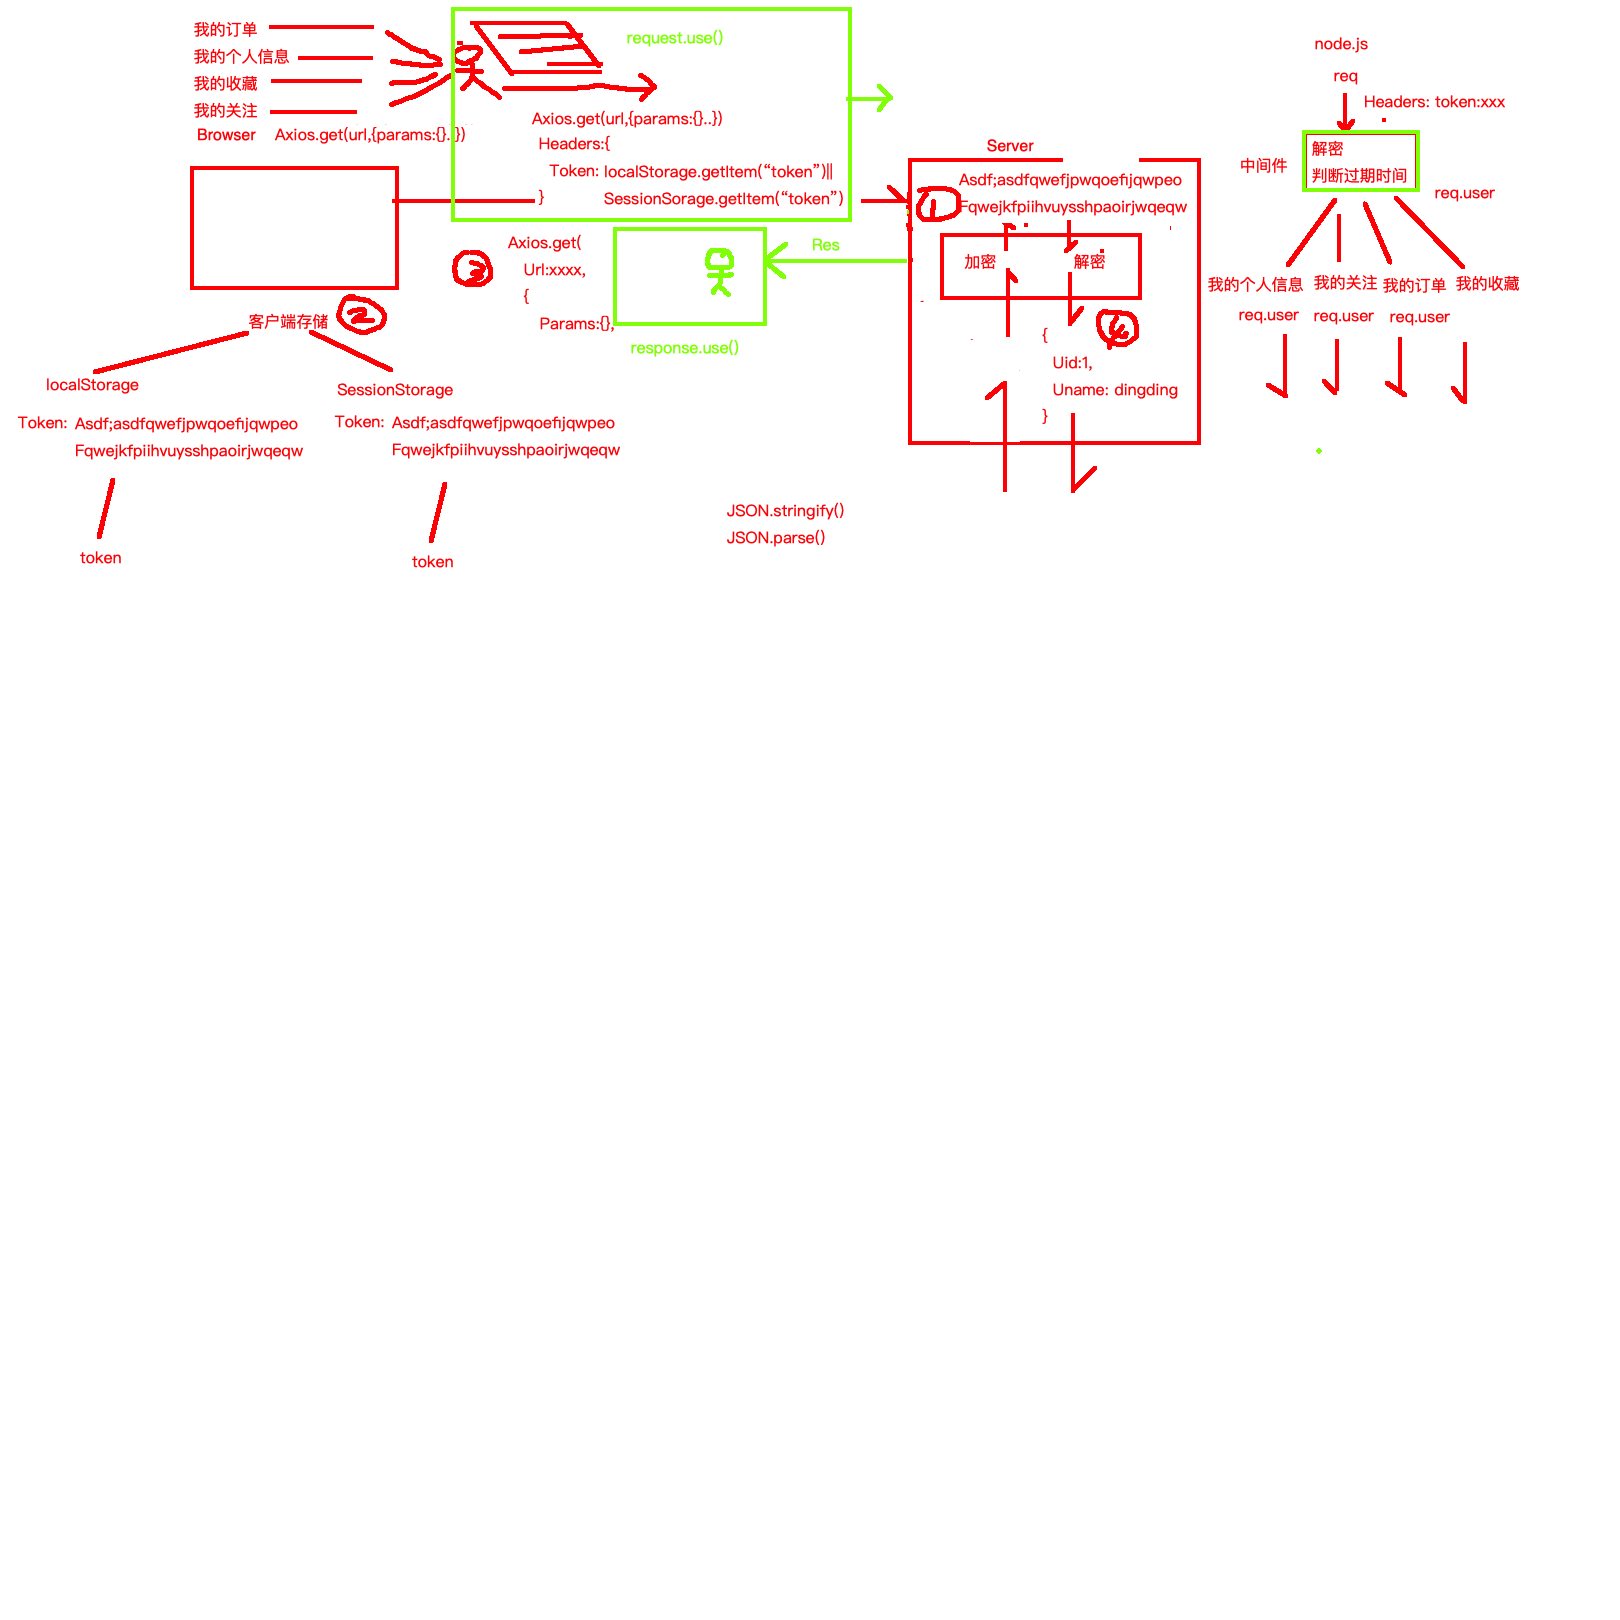 我的订单
我的个人信息
我的收藏
我的关注
Browser
Axios.get(url,{params:{}..})
request.use()
Axios.get(url,{params:{}..})
Headers:{
Token: localStorage.getItem(“token”)||
SessionSorage.getItem(“token”)
}
③
Axios.get(
Url:xxxx,
{
Params:{},
response.use()
Res
②
客户端存储
localStorage
Token: Asdf;asdfqwefjpwqoefijqwpeo
Fqwejkfpiihvuysshpaoirjwqeqw
token
SessionStorage
Token: Asdf;asdfqwefjpwqoefijqwpeo
Fqwejkfpiihvuysshpaoirjwqeqw
token
JSON.stringify()
JSON.parse()
Server
①
Asdf;asdfqwefjpwqoefijqwpeo
Fqwejkfpiihvuysshpaoirjwqeqw
加密
解密
④
{
Uid:1,
Uname: dingding
}
node.js
req
Headers: token:xxx
中间件
解密
判断过期时间
req.user
我的个人信息
我的关注
我的订单
我的收藏
req.user
req.user
req.user